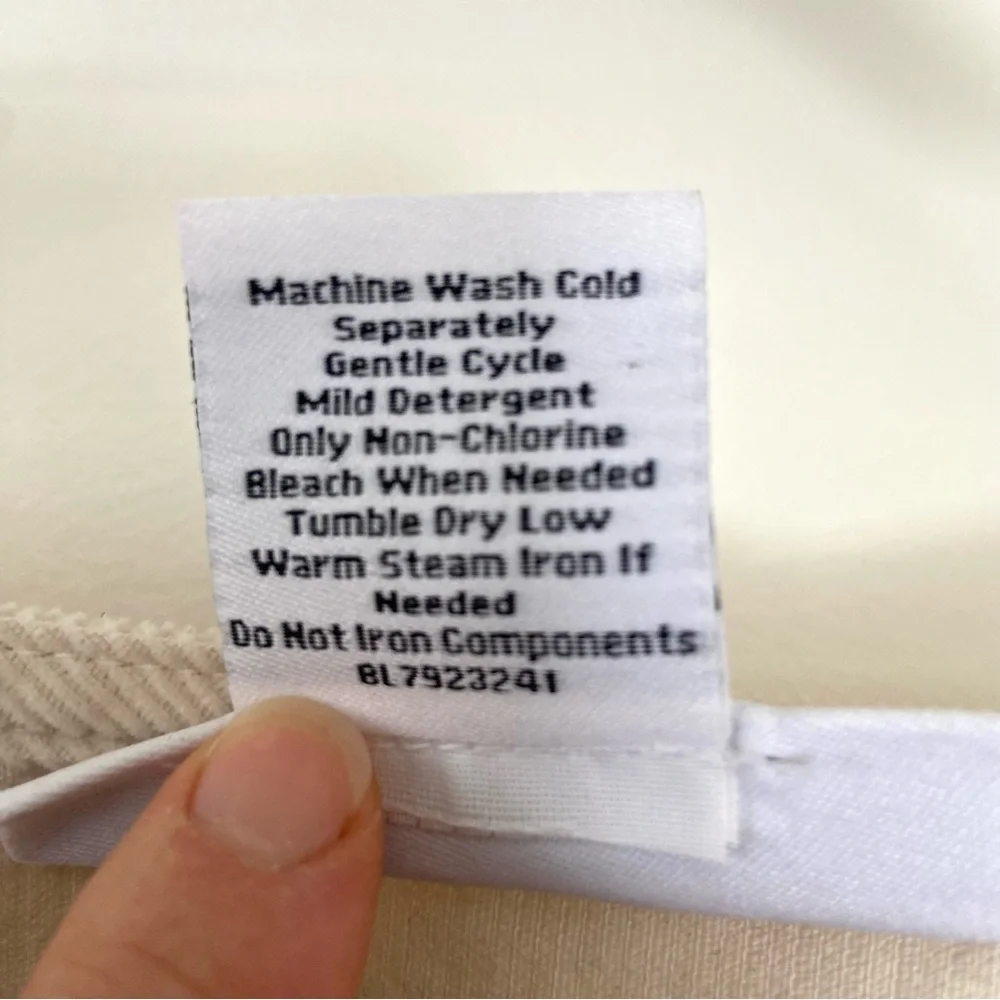 Machine Wash Cold
Separately
Gentle Cycle
Mild Detergent
Only Non-Chlorine
Bleach When Needed
Tumble Dry Low
Warm Steam Iron If
Needed
Do Not Iron Components
BL7923241